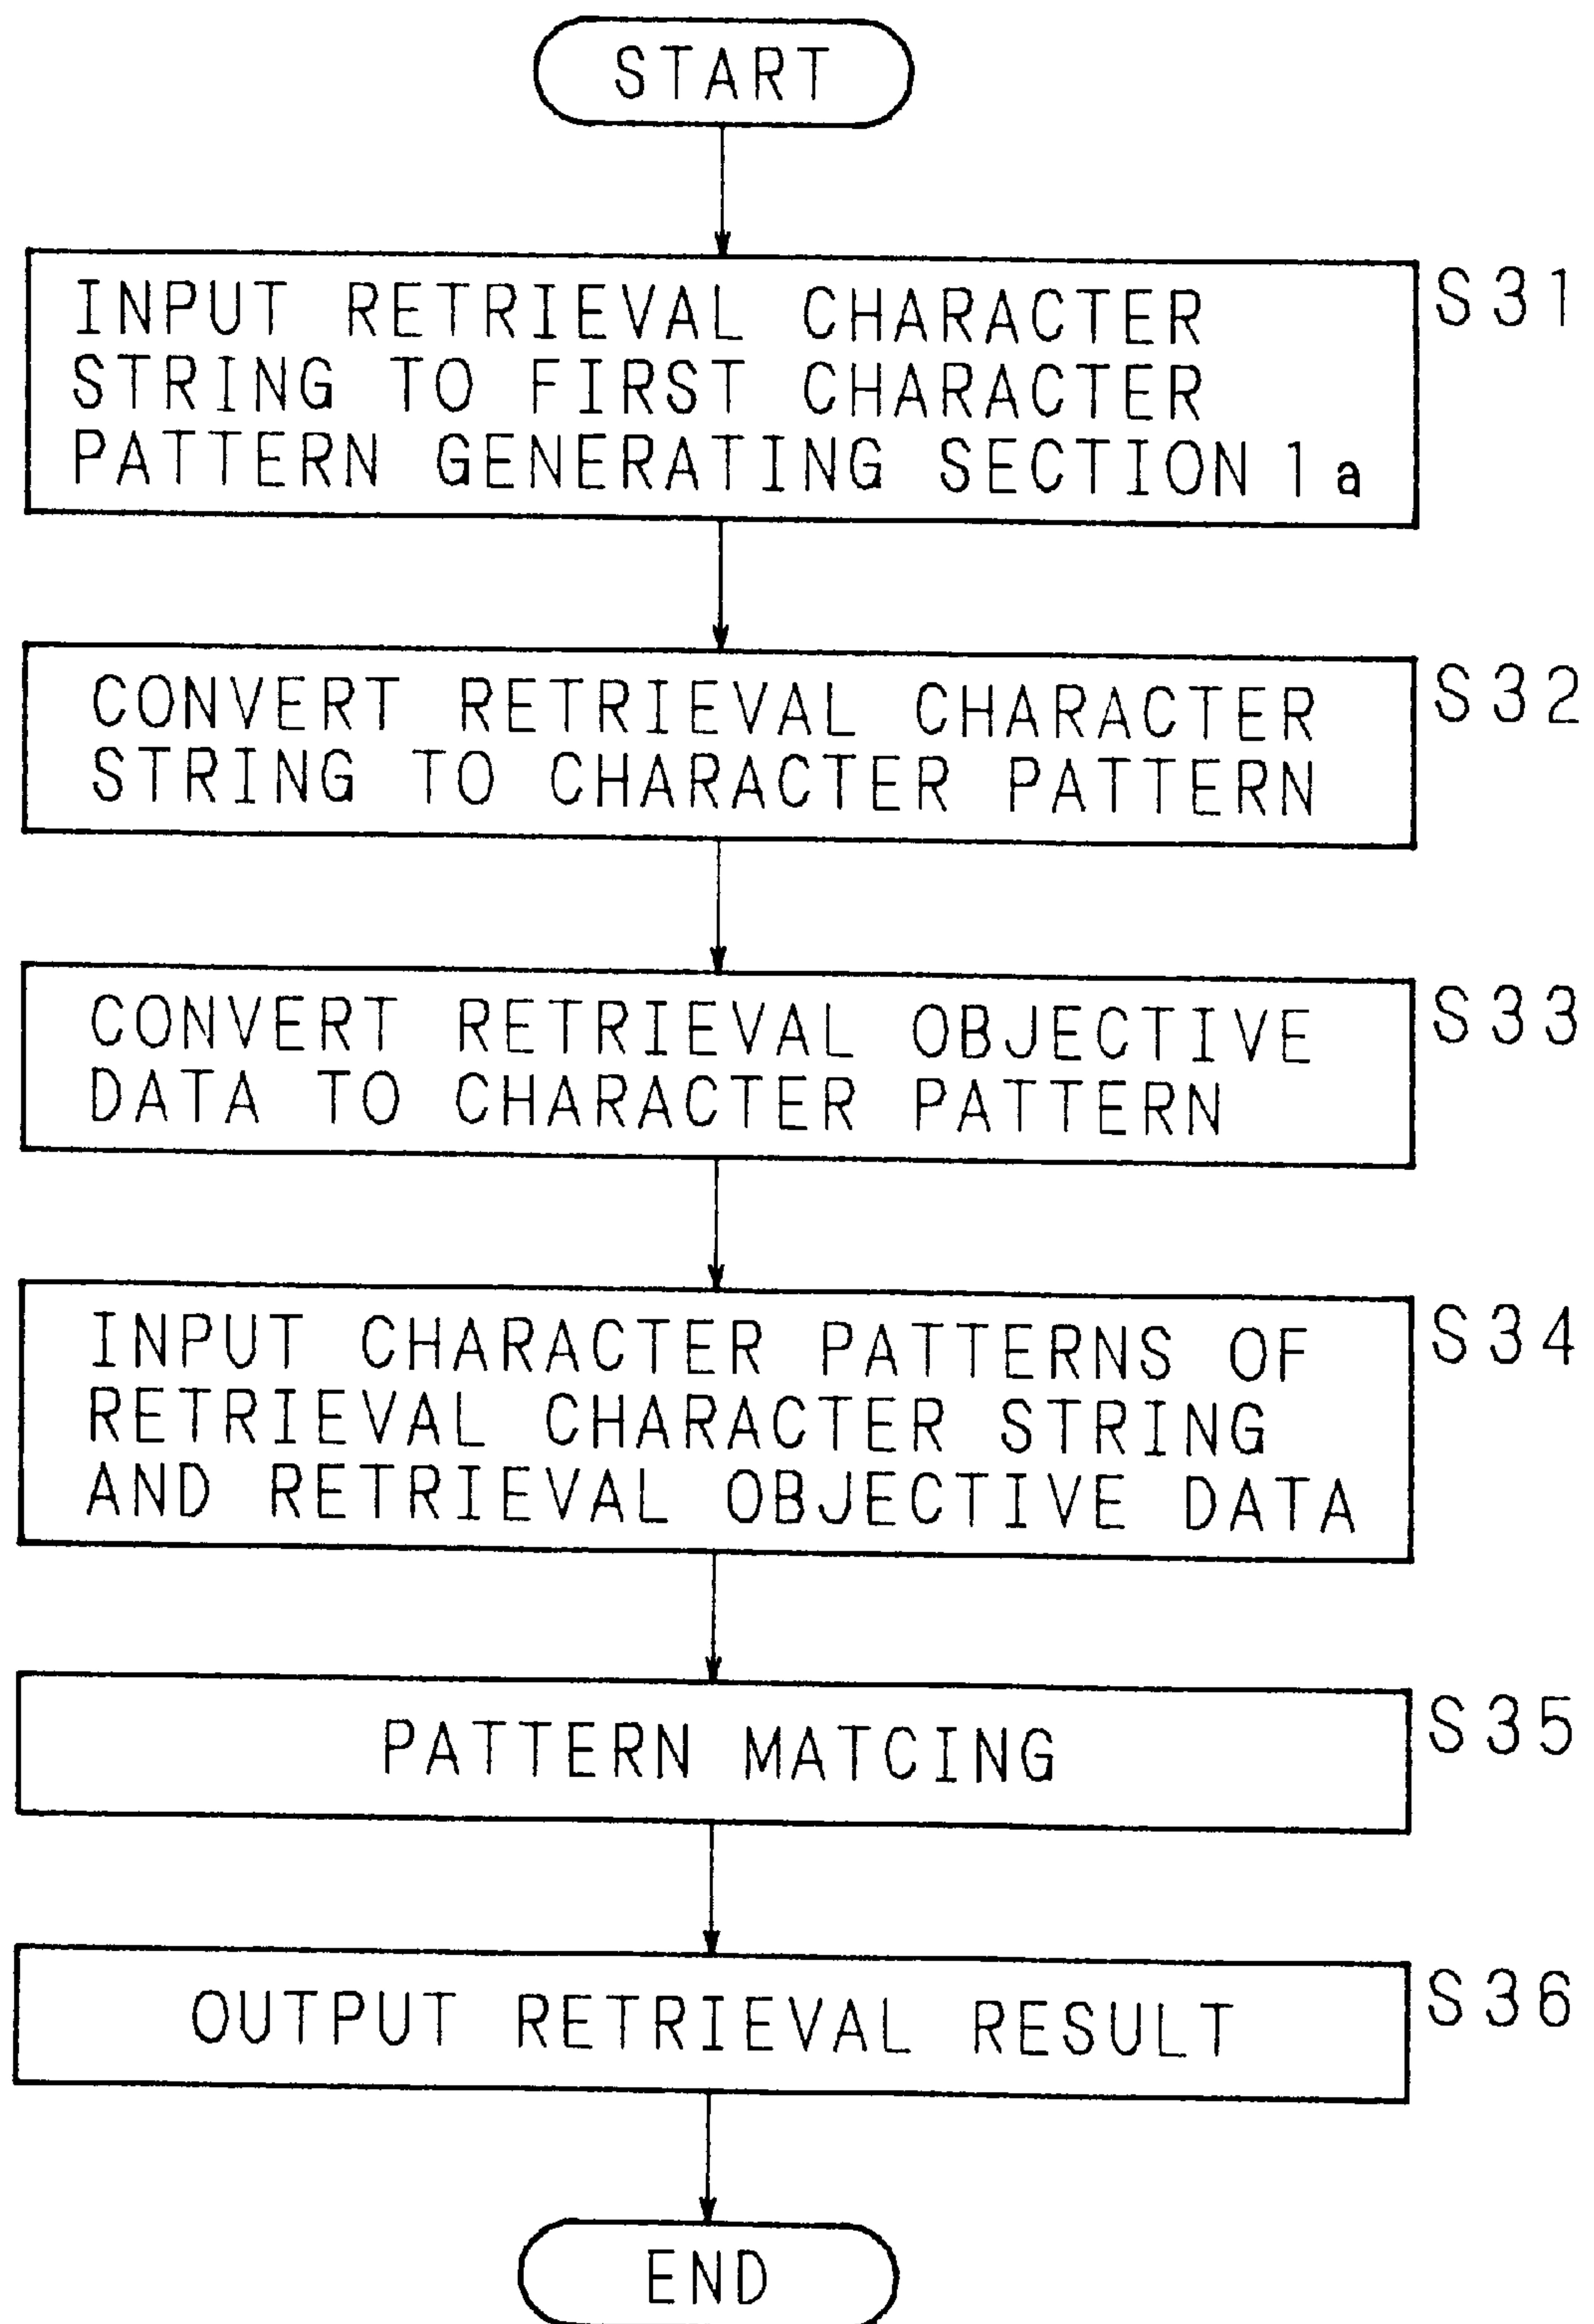 START
INPUT RETRIEVAL CHARACTER
STRING TO FIRST CHARACTER
PATTERN GENERATING SECTION 1a
S31
CONVERT RETRIEVAL CHARACTER
STRING TO CHARACTER PATTERN
S32
CONVERT RETRIEVAL OBJECTIVE
DATA TO CHARACTER PATTERN
S33
INPUT CHARACTER PATTERNS OF
RETRIEVAL CHARACTER STRING
AND RETRIEVAL OBJECTIVE DATA
S34
PATTERN MATCING
S35
OUTPUT RETRIEVAL RESULT
S36
END